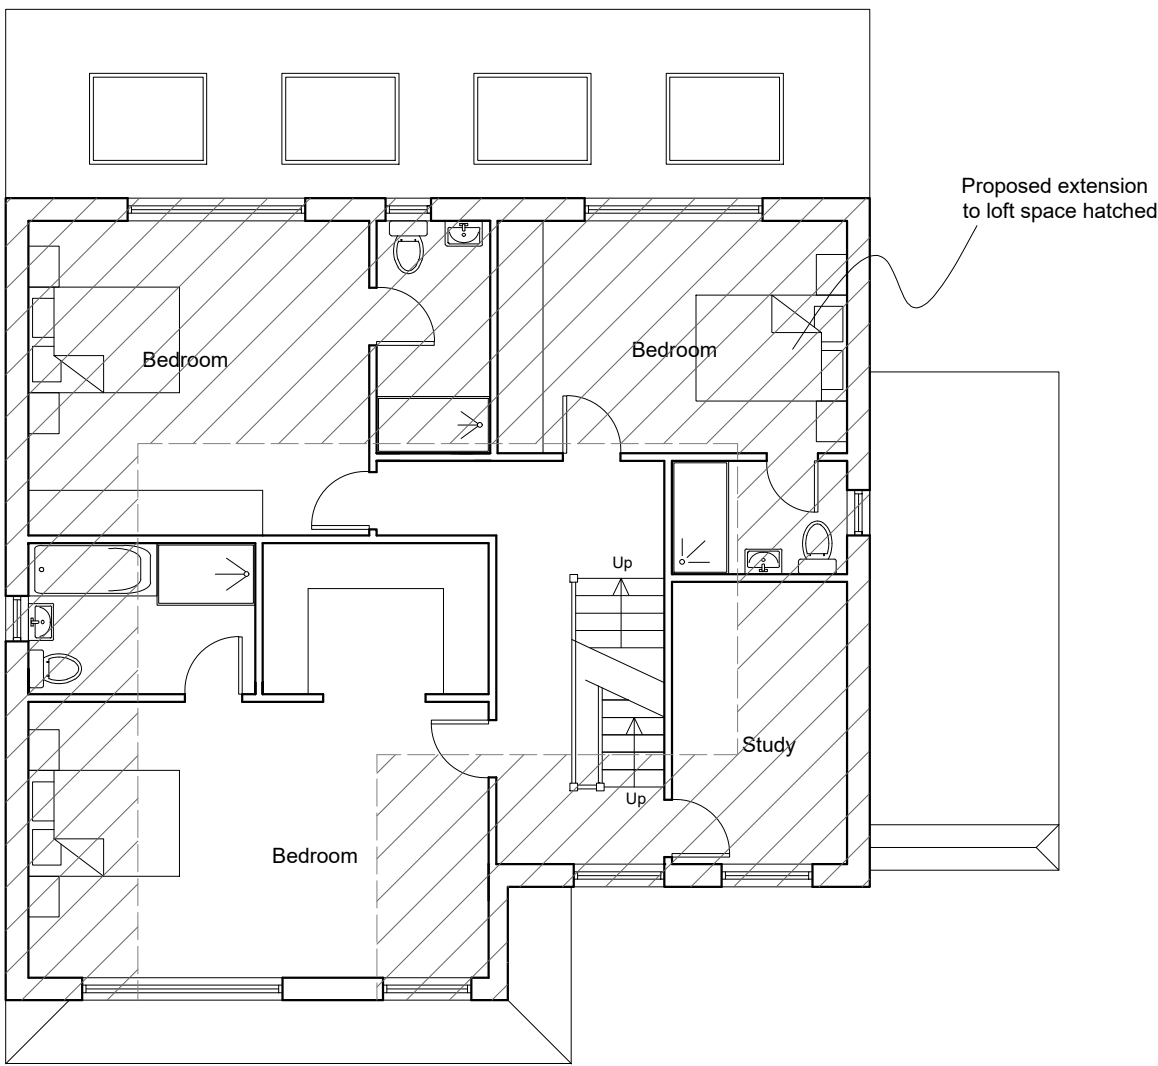 Proposed extension
to loft space hatched
Bedroom
Bedroom
Up
Study
Up
Bedroom